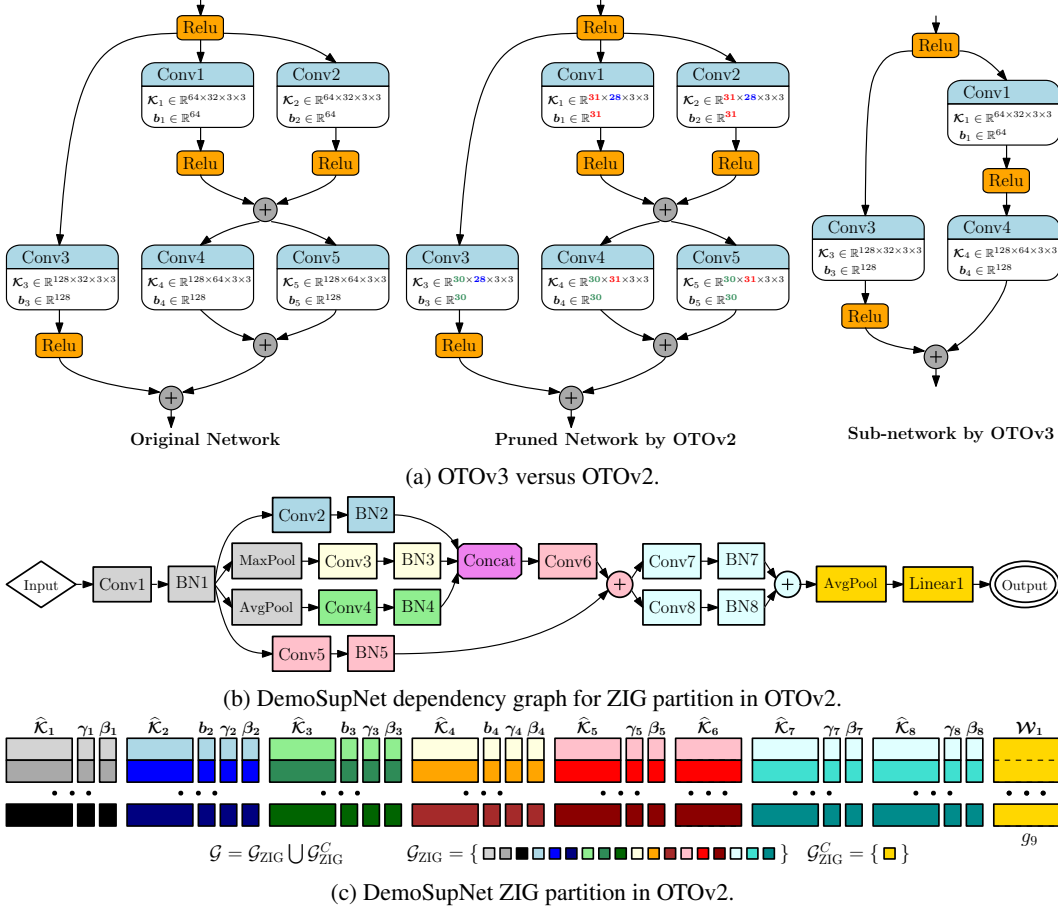 Relu
Conv1
𝓚₁ ∈ ℝ^{64×32×3×3}
b₁ ∈ ℝ^{64}
Conv2
𝓚₂ ∈ ℝ^{64×32×3×3}
b₂ ∈ ℝ^{64}
Relu
Relu
+
Conv3
𝓚₃ ∈ ℝ^{128×32×3×3}
b₃ ∈ ℝ^{128}
Conv4
𝓚₄ ∈ ℝ^{128×64×3×3}
b₄ ∈ ℝ^{128}
Conv5
𝓚₅ ∈ ℝ^{128×64×3×3}
b₅ ∈ ℝ^{128}
Relu
+
+
Original Network
Relu
Conv1
𝓚₁ ∈ ℝ^{31×28×3×3}
b₁ ∈ ℝ^{31}
Conv2
𝓚₂ ∈ ℝ^{31×28×3×3}
b₂ ∈ ℝ^{31}
Relu
Relu
+
Conv3
𝓚₃ ∈ ℝ^{30×28×3×3}
b₃ ∈ ℝ^{30}
Conv4
𝓚₄ ∈ ℝ^{30×31×3×3}
b₄ ∈ ℝ^{30}
Conv5
𝓚₅ ∈ ℝ^{30×31×3×3}
b₅ ∈ ℝ^{30}
Relu
+
+
Pruned Network by OTOv2
Relu
Conv1
𝓚₁ ∈ ℝ^{64×32×3×3}
b₁ ∈ ℝ^{64}
Relu
Conv3
𝓚₃ ∈ ℝ^{128×32×3×3}
b₃ ∈ ℝ^{128}
Conv4
𝓚₄ ∈ ℝ^{128×64×3×3}
b₄ ∈ ℝ^{128}
Relu
+
Sub-network by OTOv3
(a) OTOv3 versus OTOv2.
Input
Conv1
BN1
Conv2
BN2
MaxPool
Conv3
BN3
AvgPool
Conv4
BN4
Conv5
BN5
Concat
Conv6
+
Conv7
BN7
Conv8
BN8
+
AvgPool
Linear1
Output
(b) DemoSupNet dependency graph for ZIG partition in OTOv2.
𝓚̂₁ γ₁ β₁ 𝓚̂₂ b₂ γ₂ β₂ 𝓚̂₃ b₃ γ₃ β₃ 𝓚̂₄ b₄ γ₄ β₄ 𝓚̂₅ γ₅ β₅ 𝓚̂₆ 𝓚̂₇ γ₇ β₇ 𝓚̂₈ γ₈ β₈ 𝓦₁
g₉
𝒢 = 𝒢_{ZIG} ⋃ 𝒢^C_{ZIG} 𝒢_{ZIG} = { } 𝒢^C_{ZIG} = { }
(c) DemoSupNet ZIG partition in OTOv2.